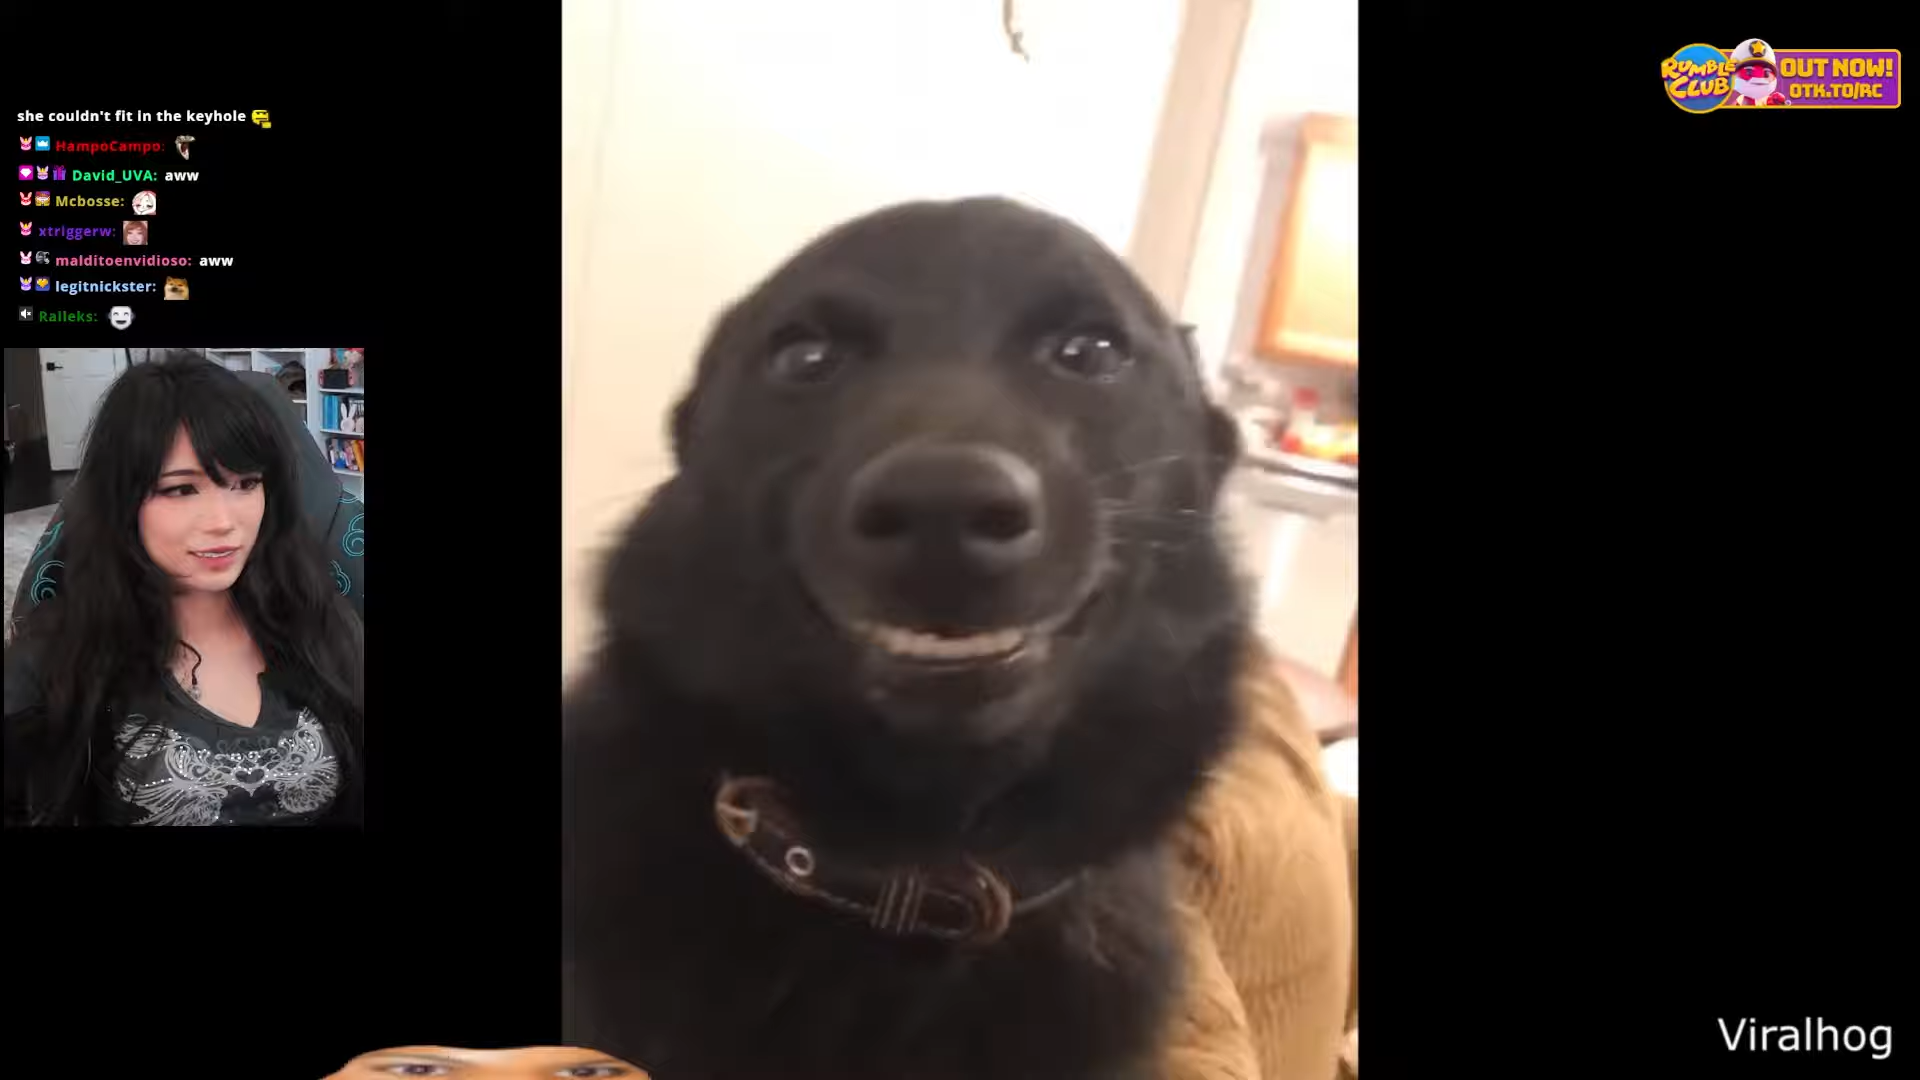 she couldn't fit in the keyhole
HampoCampo:
David_UVA: aww
Mcbosse:
xtriggerw:
malditoenvidioso: aww
legitnickster:
Ralleks:
RUMBLE CLUB
OUT NOW!
OTK.TO/RC
Viralhog